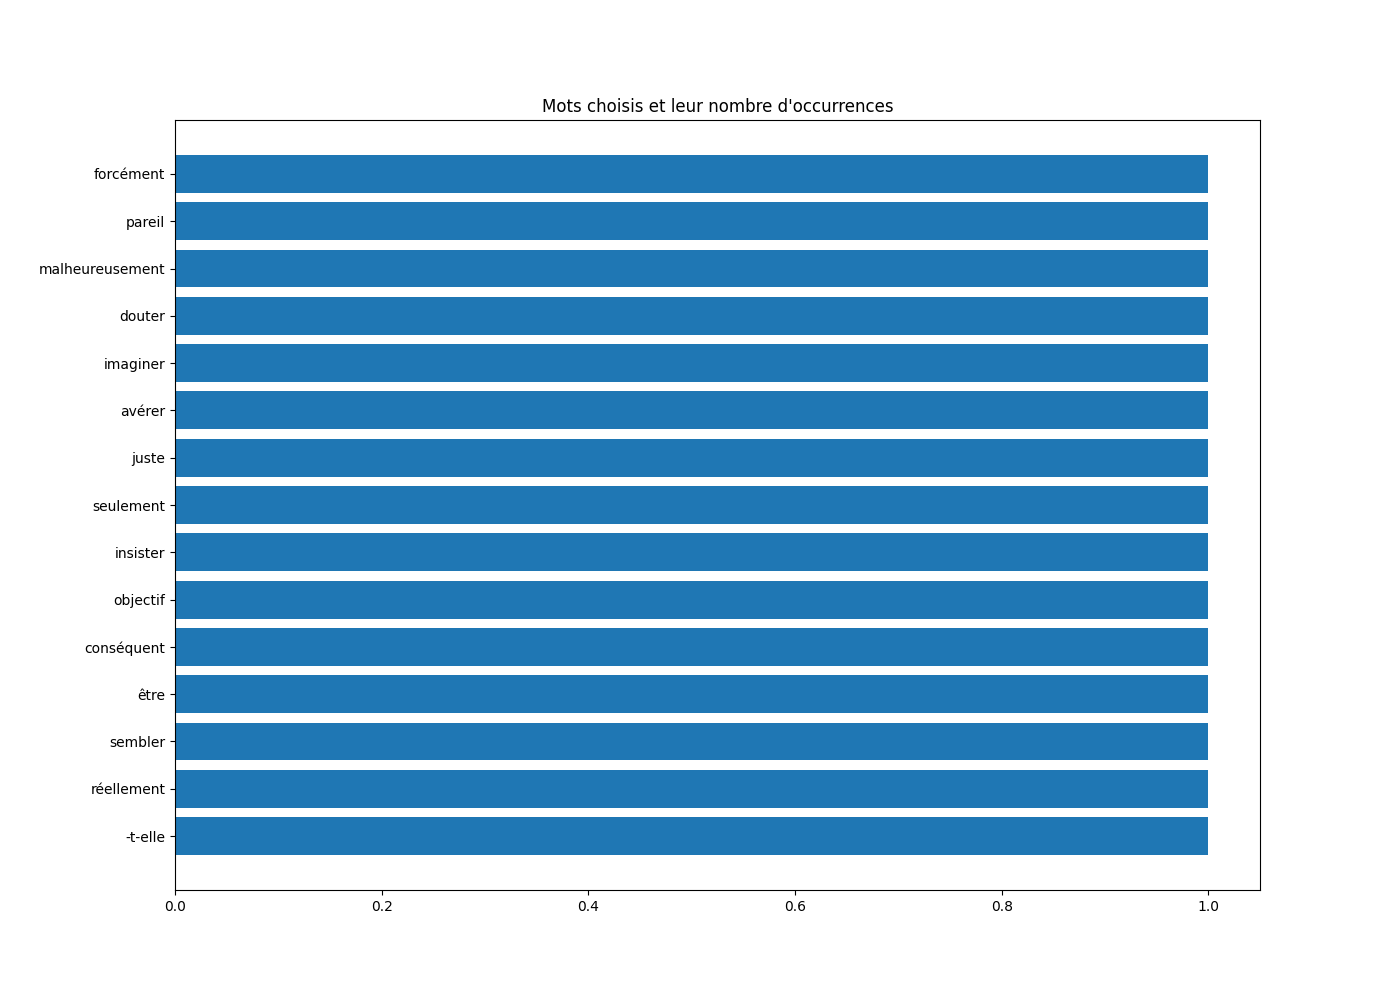 Mots choisis et leur nombre d'occurrences
forcément
pareil
malheureusement
douter
imaginer
avérer
juste
seulement
insister
objectif
conséquent
être
sembler
réellement
-t-elle
0.0 0.2 0.4 0.6 0.8 1.0